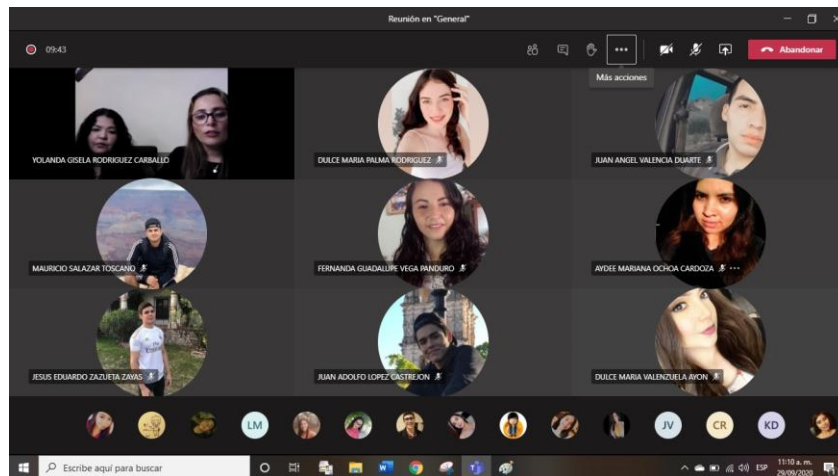 Reunión en "General"
09:43
Abandonar
Más acciones
YOLANDA GISELA RODRIGUEZ CARBALLO
DULCE MARIA PALMA RODRIGUEZ
JUAN ANGEL VALENCIA DUARTE
MAURICIO SALAZAR TOSCANO
FERNANDA GUADALUPE VEGA PANDURO
AYDEE MARIANA OCHOA CARDOZA
JESUS EDUARDO ZAZUETA ZAYAS
JUAN ADOLFO LOPEZ CASTREJON
DULCE MARIA VALENZUELA AYON
LM
JV
CR
KD
Escribe aquí para buscar
ESP
11:10 a. m.
29/09/2020